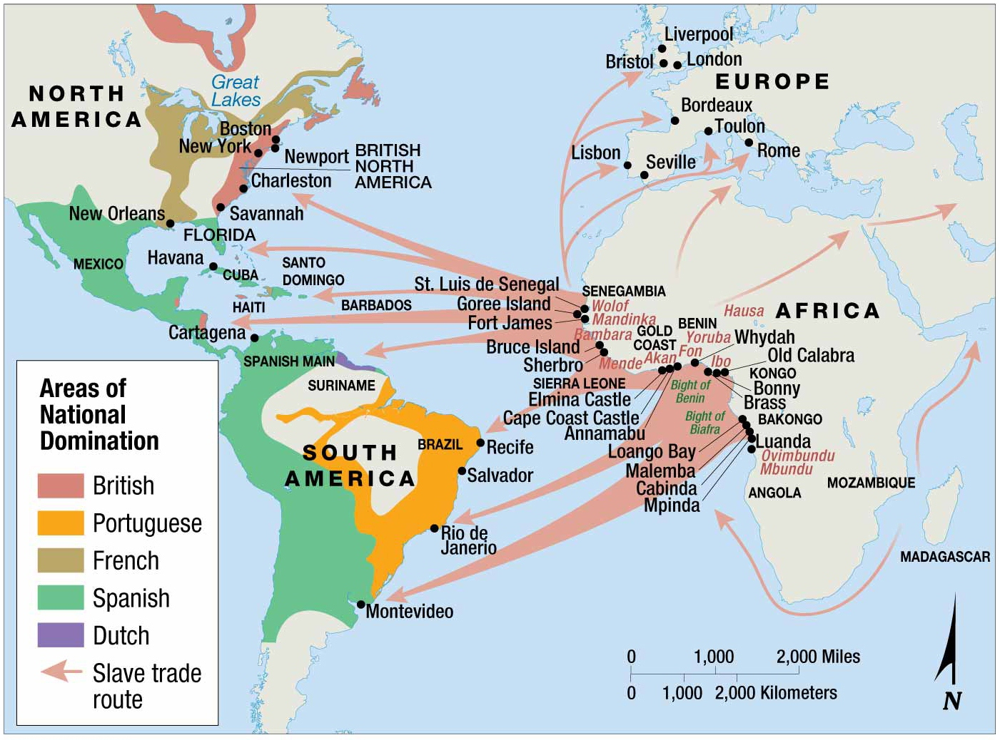 Liverpool
Bristol
London
EUROPE
Great
Lakes
NORTH
AMERICA
Bordeaux
Boston
Toulon
New York
Newport
BRITISH
NORTH
AMERICA
Rome
Lisbon
Seville
Charleston
New Orleans
Savannah
FLORIDA
Havana
MEXICO
CUBA
SANTO
DOMINGO
HAITI
BARBADOS
St. Luis de Senegal
SENEGAMBIA
Goree Island
Wolof
Fort James
Mandinka
Hausa
AFRICA
Cartagena
Bambara
GOLD
COAST
BENIN
Yoruba
Whydah
Bruce Island
Akan
Fon
Old Calabra
SPANISH MAIN
Sherbro
Mende
Ibo
KONGO
SURINAME
SIERRA LEONE
Bight of
Benin
Bonny
Elmina Castle
Brass
Cape Coast Castle
Bight of
Biafra
BAKONGO
Annamabu
BRAZIL
Recife
Luanda
SOUTH
AMERICA
Loango Bay
Ovimbundu
Mbundu
Salvador
Malemba
MOZAMBIQUE
Cabinda
ANGOLA
Mpinda
Rio de
Janerio
MADAGASCAR
Montevideo
Areas of
National
Domination
British
Portuguese
French
Spanish
Dutch
Slave trade
route
0 1,000 2,000 Miles
0 1,000 2,000 Kilometers
N